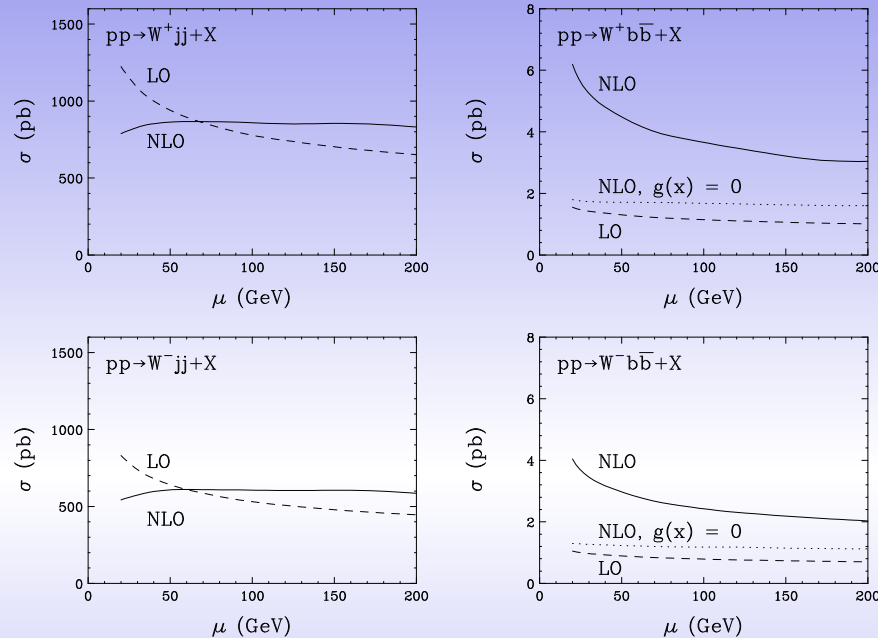 pp→W⁺jj+X
LO
NLO
σ (pb)
1500
1000
500
0
0 50 100 150 200
μ (GeV)
pp→W⁺bb̅+X
NLO
NLO, g(x) = 0
LO
σ (pb)
8
6
4
2
0
0 50 100 150 200
μ (GeV)
pp→W⁻jj+X
LO
NLO
σ (pb)
1500
1000
500
0
0 50 100 150 200
μ (GeV)
pp→W⁻bb̅+X
NLO
NLO, g(x) = 0
LO
σ (pb)
8
6
4
2
0
0 50 100 150 200
μ (GeV)